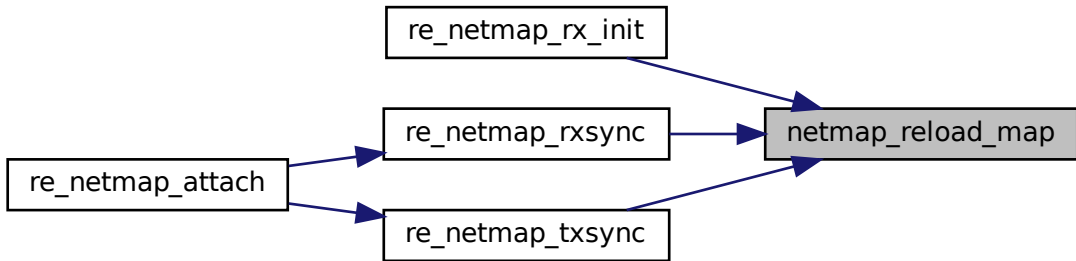 re_netmap_rx_init
re_netmap_rxsync
netmap_reload_map
re_netmap_attach
re_netmap_txsync